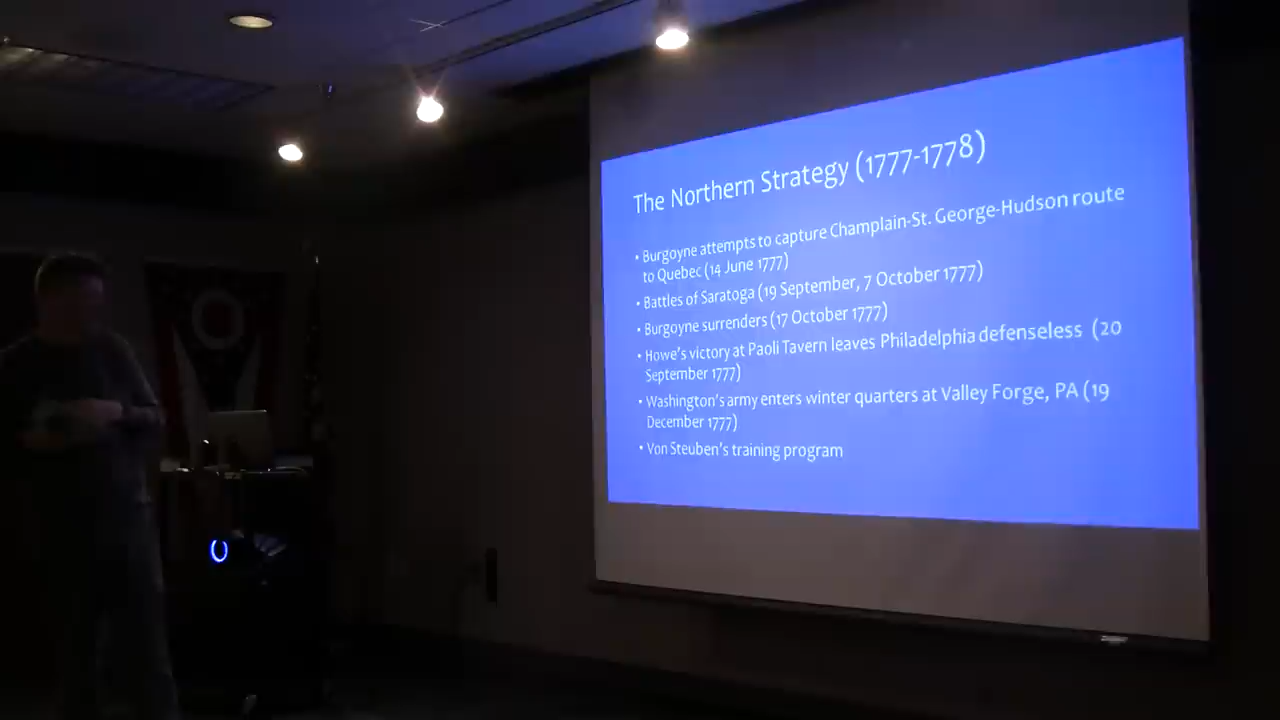 The Northern Strategy (1777-1778)
• Burgoyne attempts to capture Champlain-St. George-Hudson route
to Quebec (14 June 1777)
• Battles of Saratoga (19 September, 7 October 1777)
• Burgoyne surrenders (17 October 1777)
• Howe's victory at Paoli Tavern leaves Philadelphia defenseless (20
September 1777)
• Washington's army enters winter quarters at Valley Forge, PA (19
December 1777)
• Von Steuben's training program